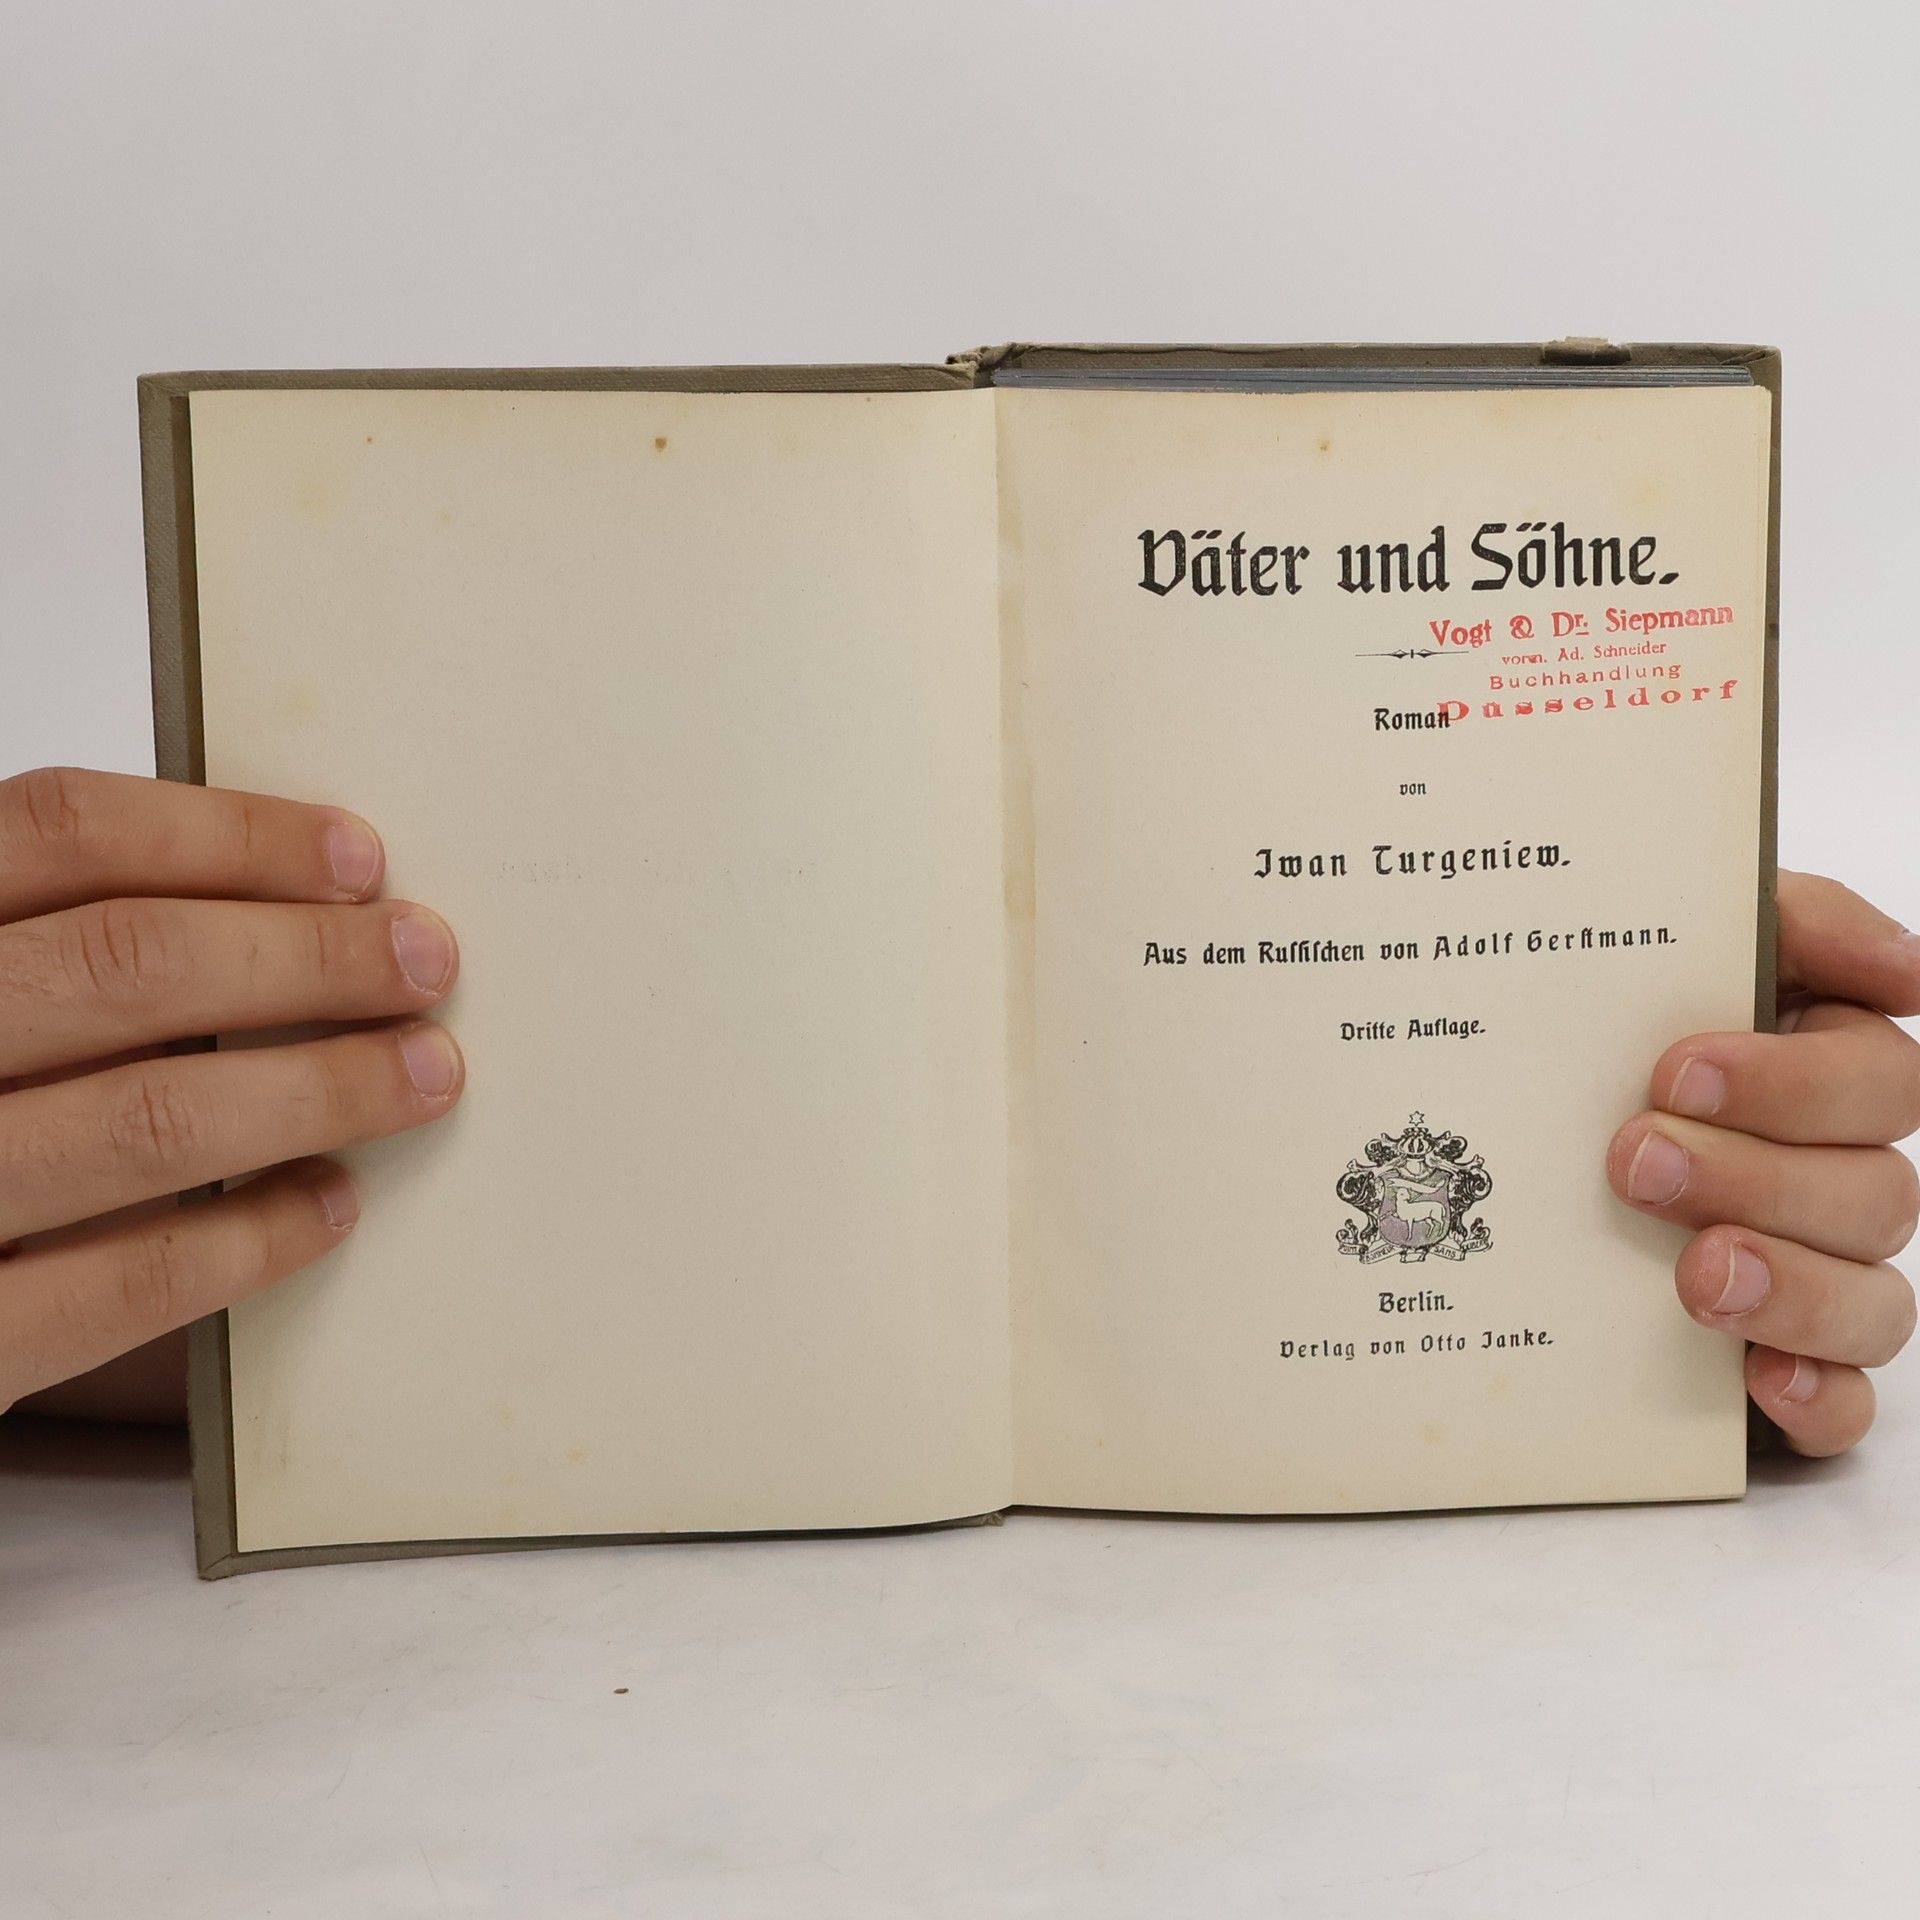 Väter und Söhne.
Vogt & Dr. Siepmann
vorm. Ad. Schneider
Buchhandlung
Düsseldorf
Roman
von
Iwan Turgeniew.
Aus dem Ruſſiſchen von Adolf Gerſtmann.
Dritte Auflage.
SANS
Berlin.
Verlag von Otto Janke.